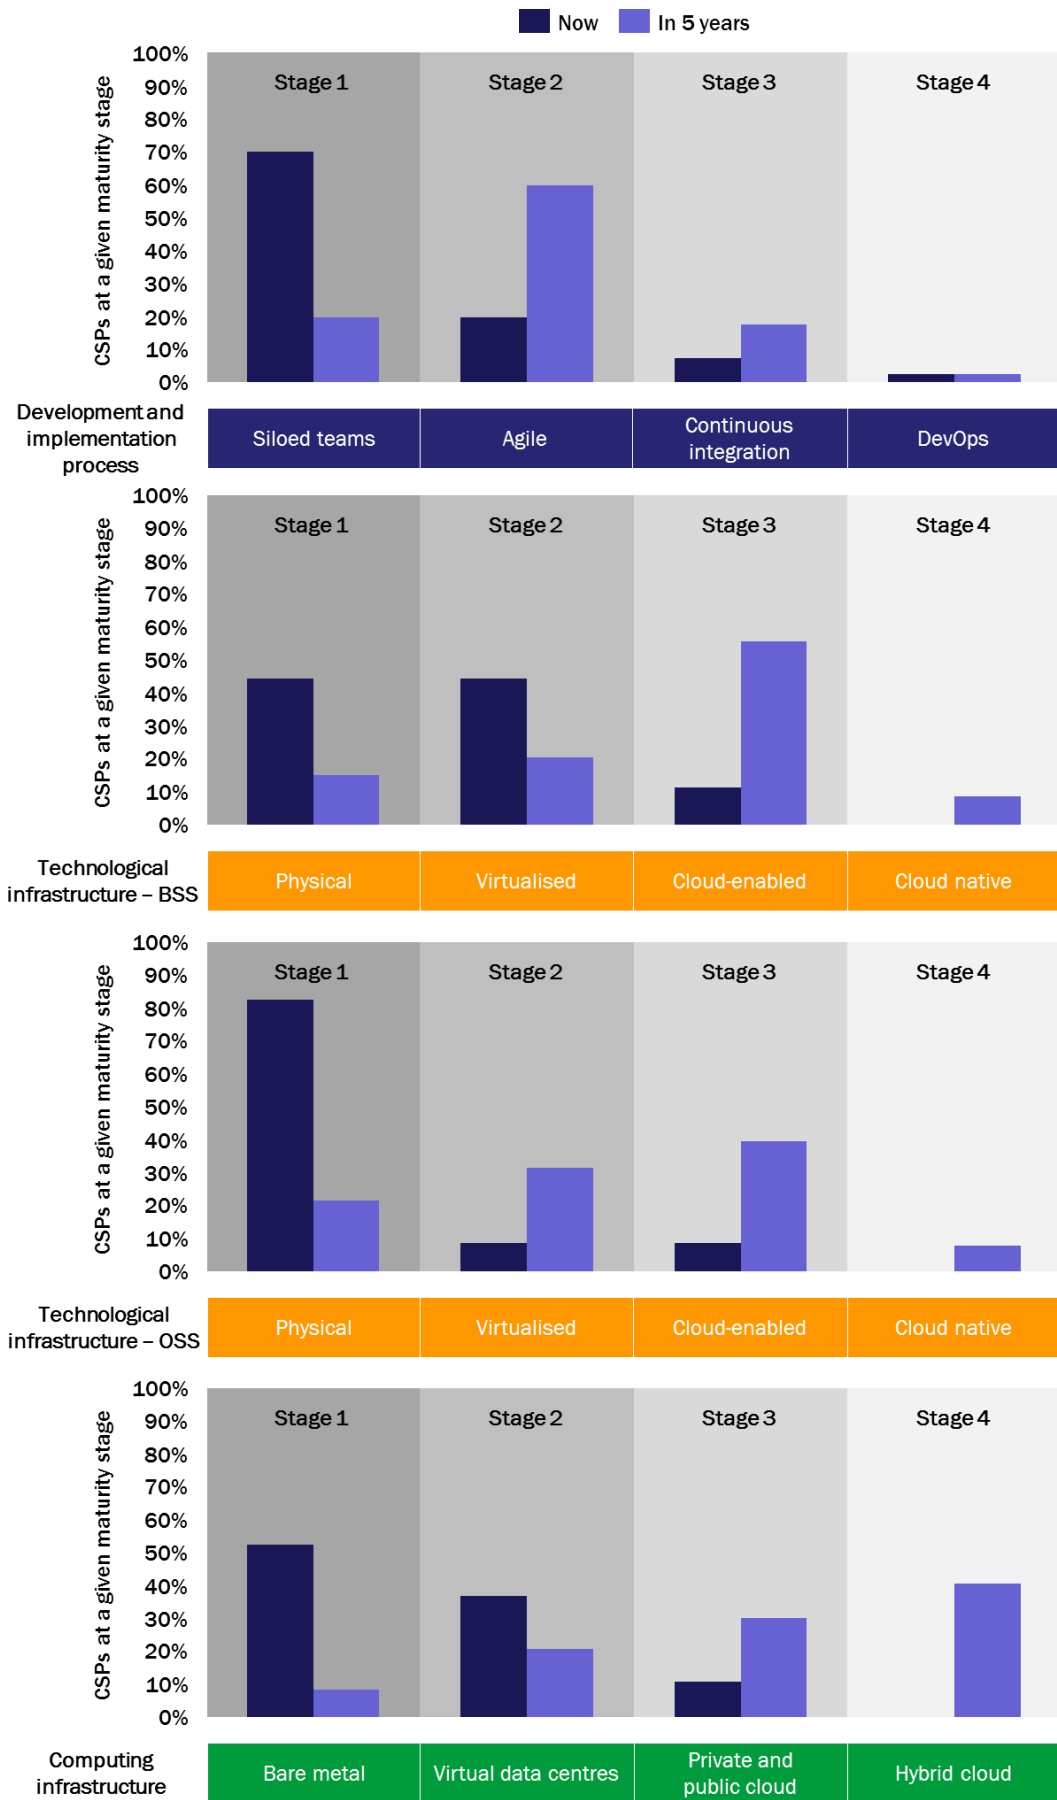 Now
In 5 years
CSPs at a given maturity stage
100%
90%
80%
70%
60%
50%
40%
30%
20%
10%
0%
Stage 1
Stage 2
Stage 3
Stage 4
Development and
implementation
process
Siloed teams
Agile
Continuous
integration
DevOps
CSPs at a given maturity stage
100%
90%
80%
70%
60%
50%
40%
30%
20%
10%
0%
Stage 1
Stage 2
Stage 3
Stage 4
Technological
infrastructure – BSS
Physical
Virtualised
Cloud-enabled
Cloud native
CSPs at a given maturity stage
100%
90%
80%
70%
60%
50%
40%
30%
20%
10%
0%
Stage 1
Stage 2
Stage 3
Stage 4
Technological
infrastructure – OSS
Physical
Virtualised
Cloud-enabled
Cloud native
CSPs at a given maturity stage
100%
90%
80%
70%
60%
50%
40%
30%
20%
10%
0%
Stage 1
Stage 2
Stage 3
Stage 4
Computing
infrastructure
Bare metal
Virtual data centres
Private and
public cloud
Hybrid cloud